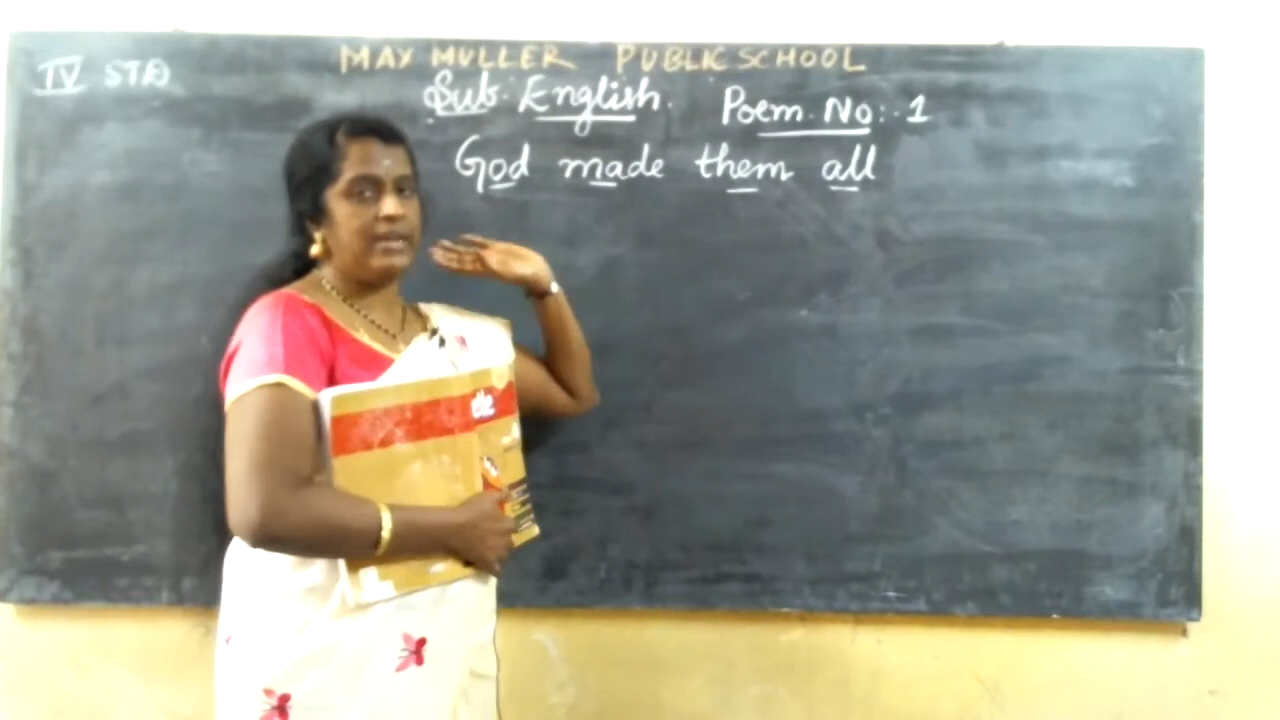 MAX MULLER PUBLIC SCHOOL
IV STD
Sub. English. Poem. No:. 1
God made them all